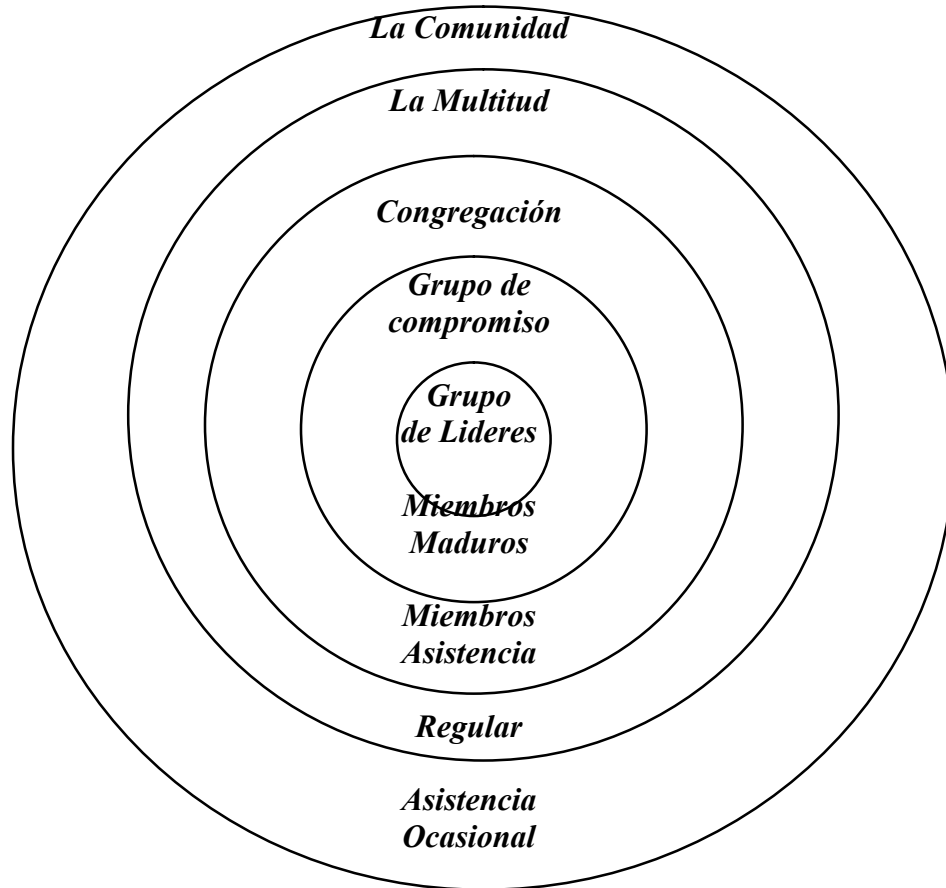 La Comunidad
La Multitud
Congregación
Grupo de
compromiso
Grupo
de Lideres
Miembros
Maduros
Miembros
Asistencia
Regular
Asistencia
Ocasional